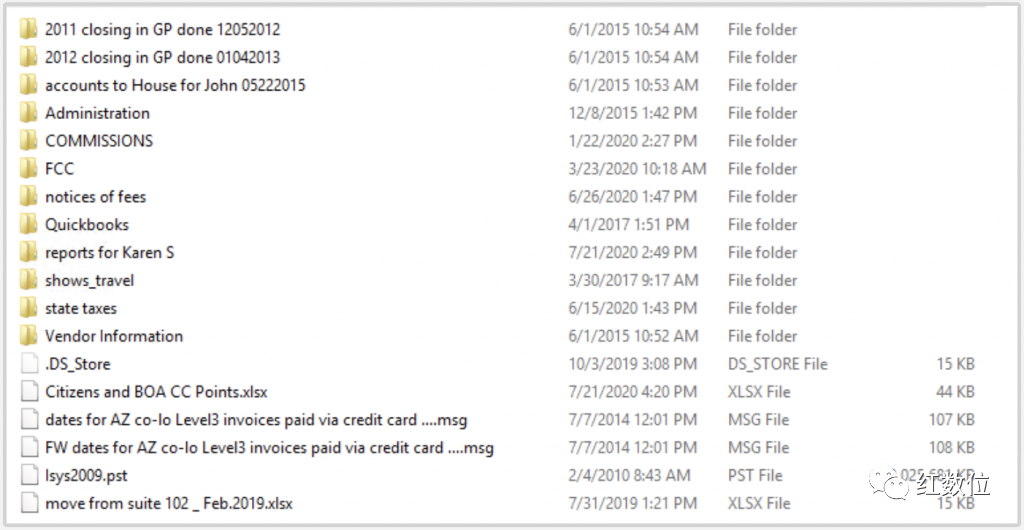 2011 closing in GP done 12052012 6/1/2015 10:54 AM File folder
2012 closing in GP done 01042013 6/1/2015 10:54 AM File folder
accounts to House for John 05222015 6/1/2015 10:53 AM File folder
Administration 12/8/2015 1:42 PM File folder
COMMISSIONS 1/22/2020 2:27 PM File folder
FCC 3/23/2020 10:18 AM File folder
notices of fees 6/26/2020 1:47 PM File folder
Quickbooks 4/1/2017 1:51 PM File folder
reports for Karen S 7/21/2020 2:49 PM File folder
shows_travel 3/30/2017 9:17 AM File folder
state taxes 6/15/2020 1:43 PM File folder
Vendor Information 6/1/2015 10:52 AM File folder
.DS_Store 10/3/2019 3:08 PM DS_STORE File 15 KB
Citizens and BOA CC Points.xlsx 7/21/2020 4:20 PM XLSX File 44 KB
dates for AZ co-lo Level3 invoices paid via credit card ....msg 7/7/2014 12:01 PM MSG File 107 KB
FW dates for AZ co-lo Level3 invoices paid via credit card ....msg 7/7/2014 12:01 PM MSG File 108 KB
lsys2009.pst 2/4/2010 8:43 AM PST File KB
move from suite 102 _ Feb.2019.xlsx 7/31/2019 1:21 PM XLSX File 15 KB
红数位